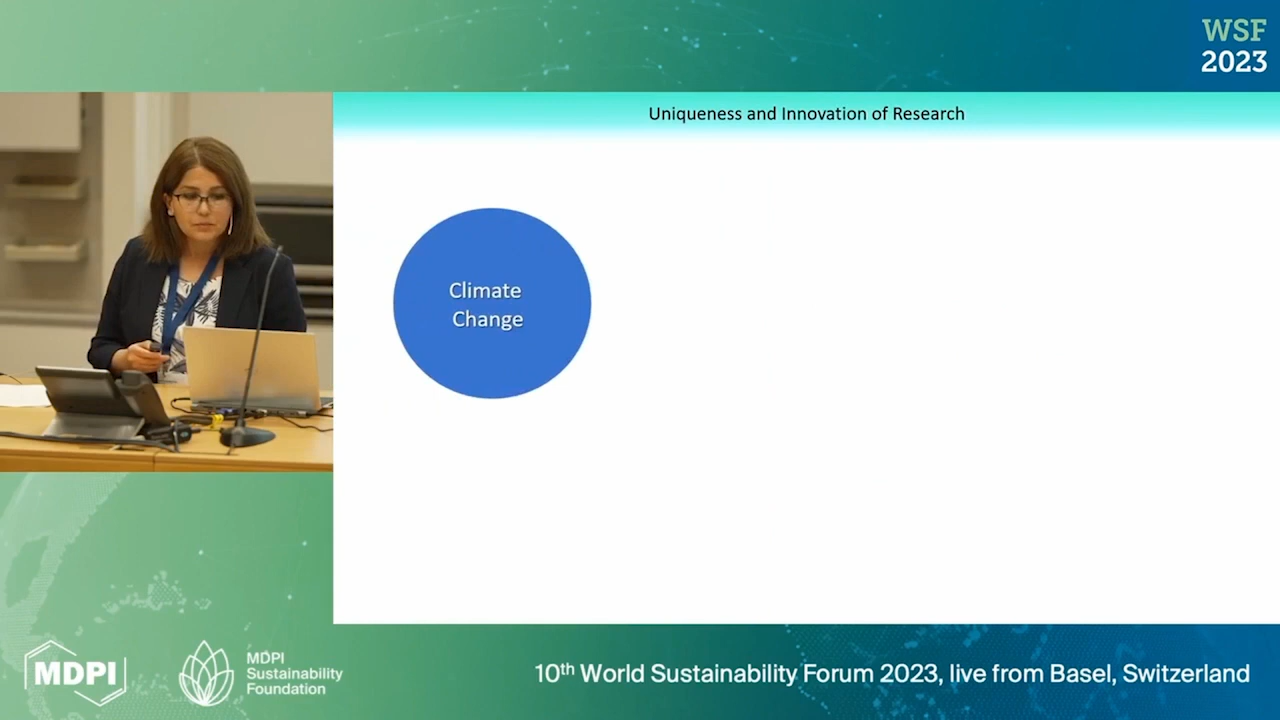 WSF
2023
Uniqueness and Innovation of Research
Climate
Change
MDPI
MDPI
Sustainability
Foundation
10th World Sustainability Forum 2023, live from Basel, Switzerland